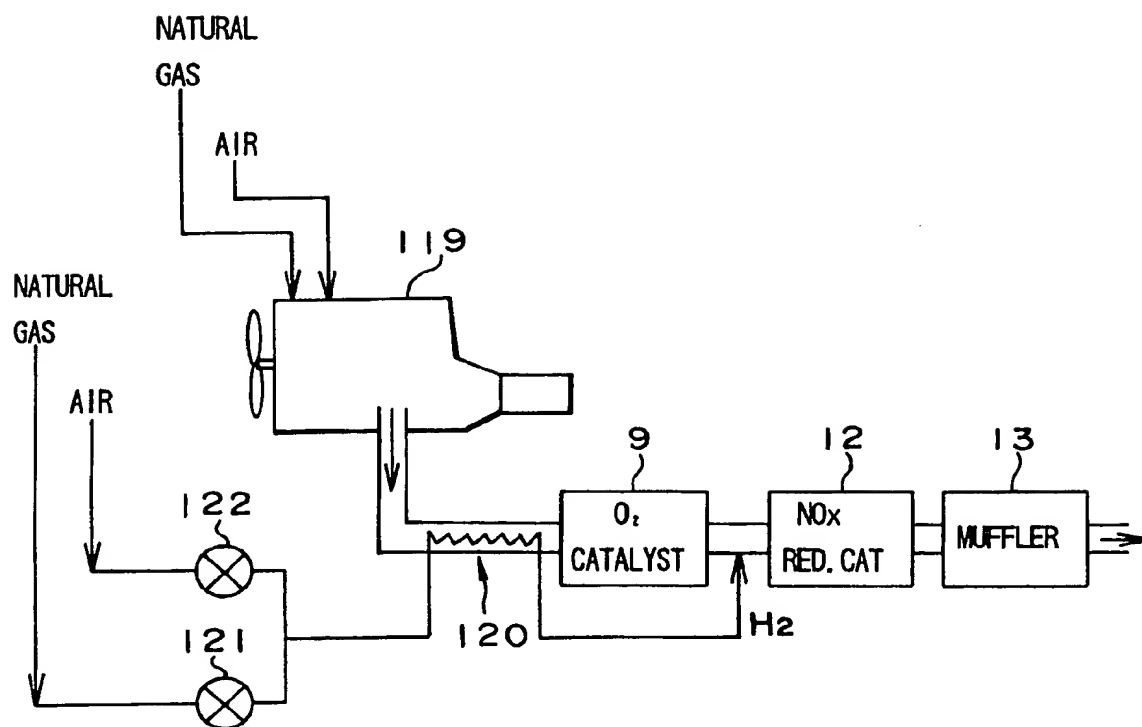 NATURAL
GAS
AIR
119
NATURAL
GAS
AIR
122
9
12
13
O₂
CATALYST
NOx
RED. CAT
MUFFLER
121
120
H2